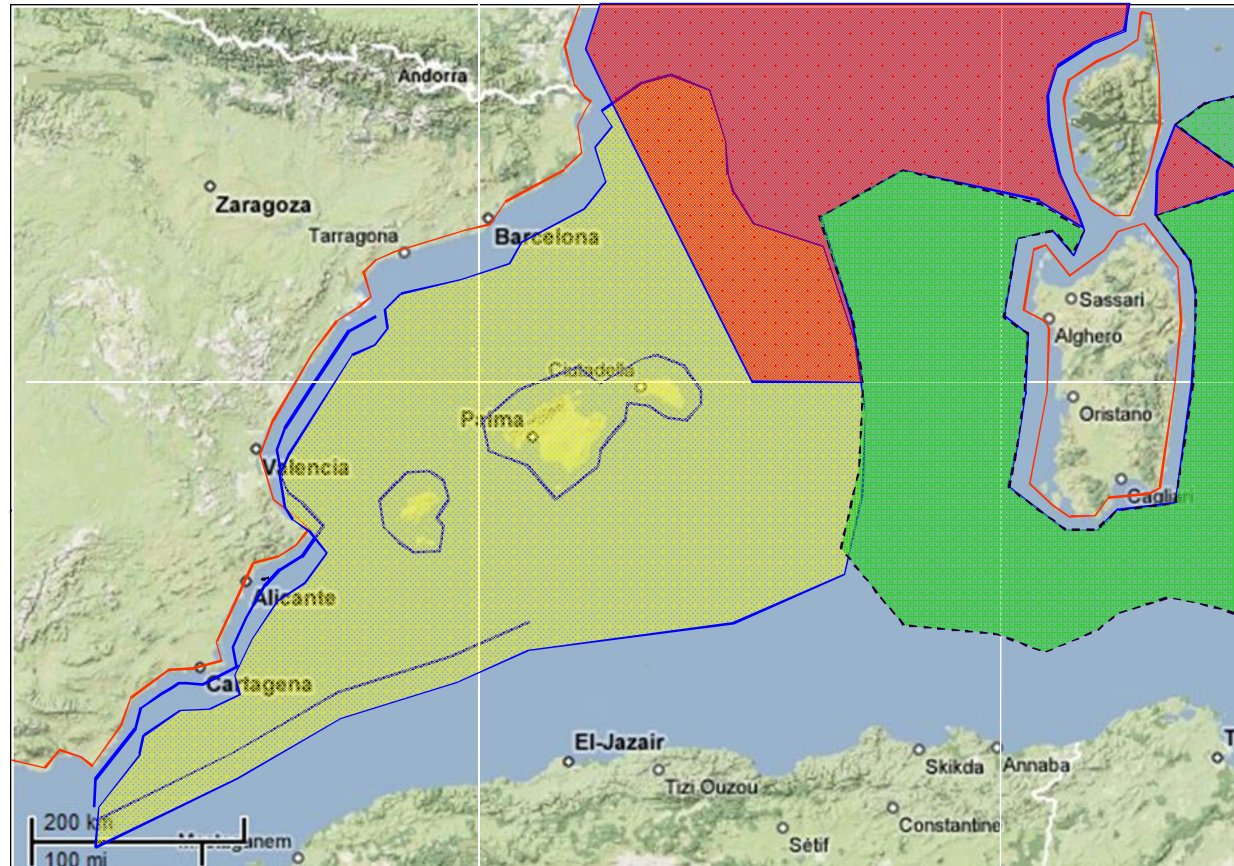 Andorra
Zaragoza
Tarragona
Barcelona
Sassari
Alghero
Ciutadella
Oristano
Palma
Valencia
Cagliari
Alicante
Cartagena
El-Jazair
Skikda
Annaba
T
Tizi Ouzou
Constantine
200 km
Mostaganem
Sétif
100 mi